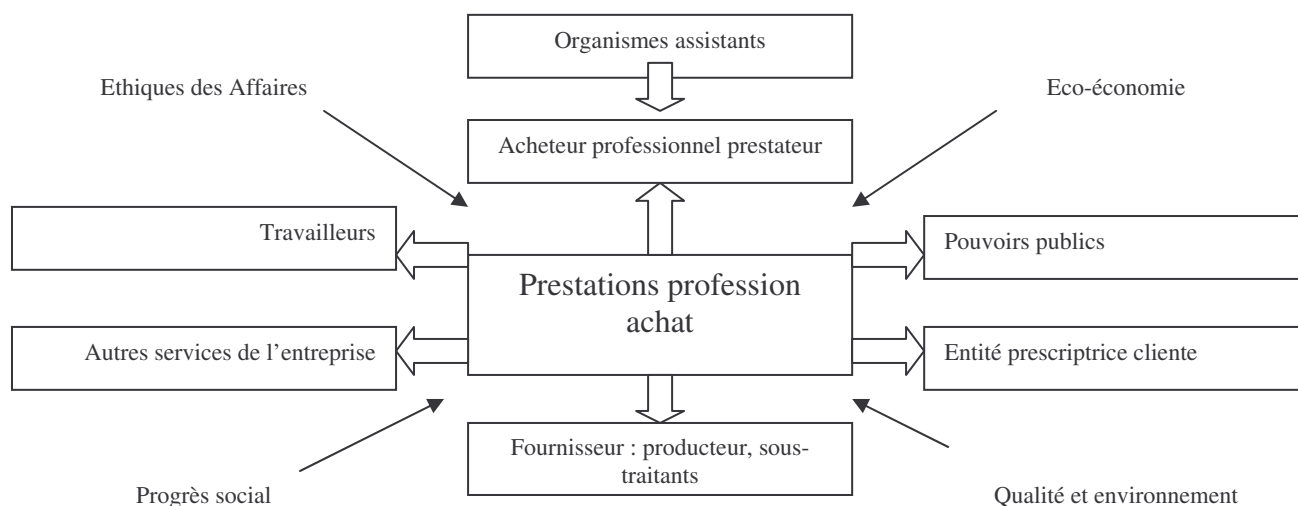 Organismes assistants
Ethiques des Affaires
Eco-économie
Acheteur professionnel prestateur
Travailleurs
Pouvoirs publics
Prestations profession
achat
Autres services de l'entreprise
Entité prescriptrice cliente
Fournisseur : producteur, sous-
traitants
Progrès social
Qualité et environnement